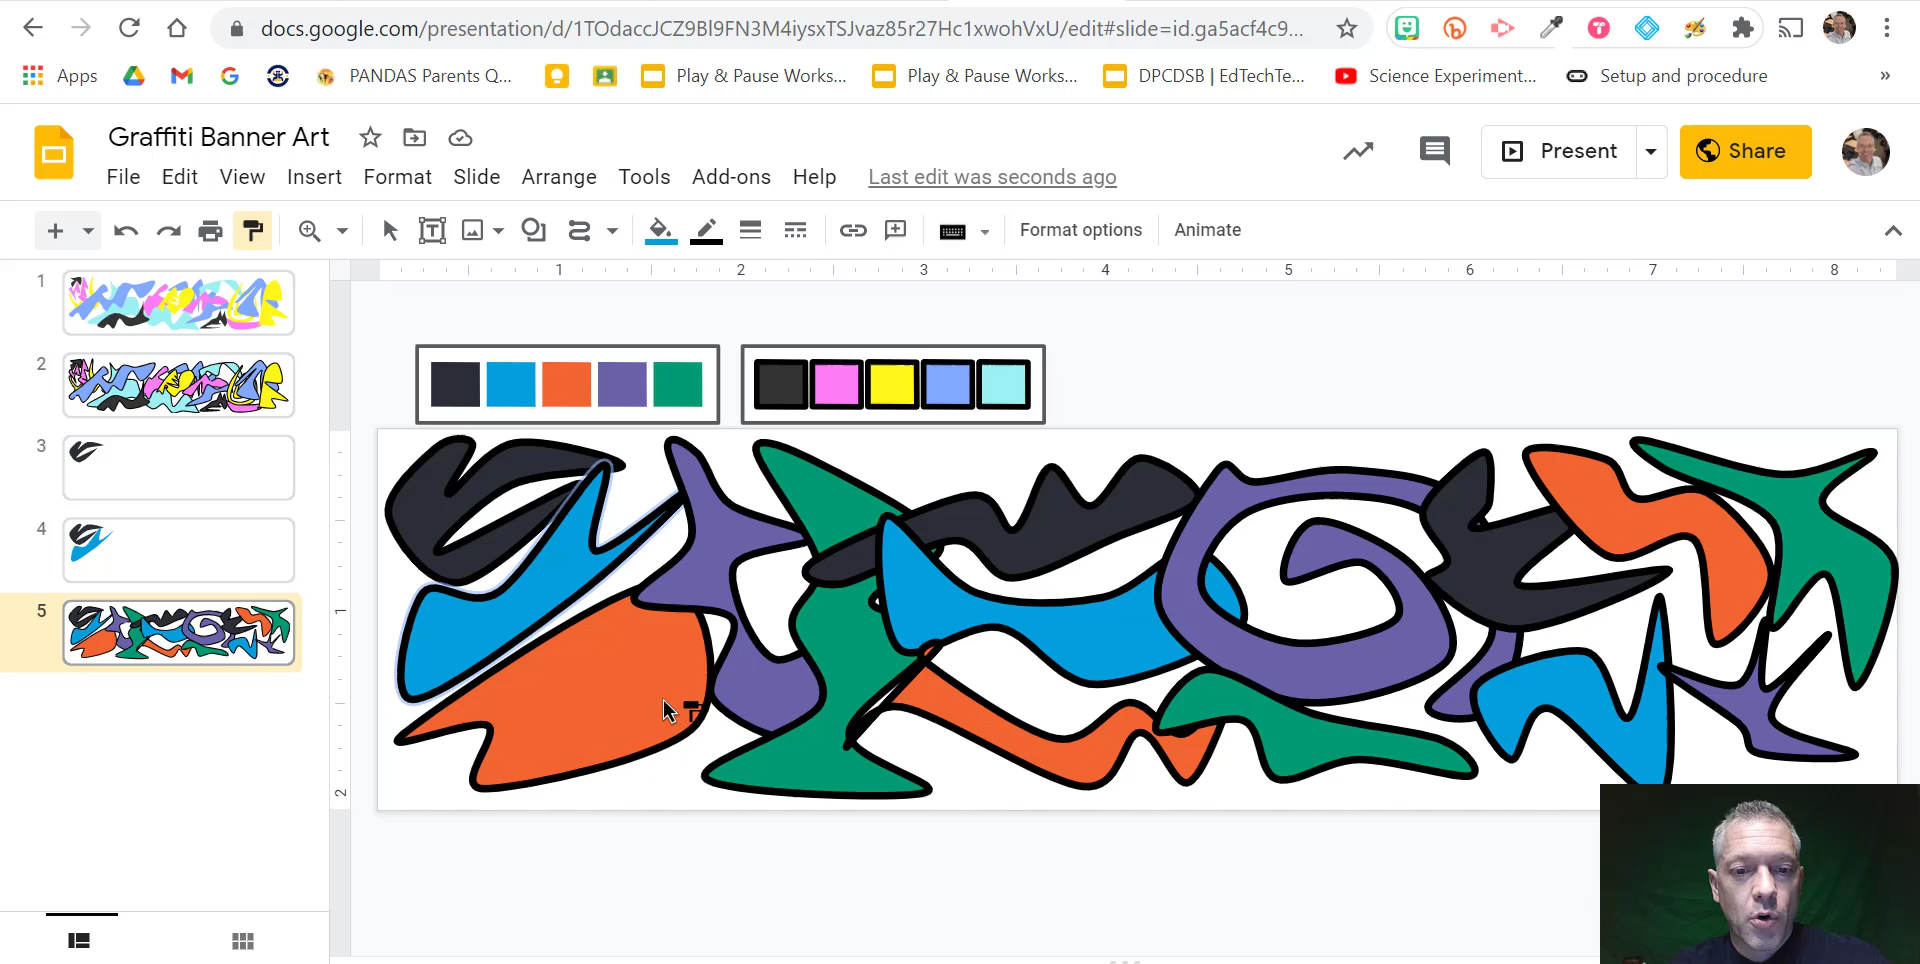 docs.google.com/presentation/d/1TOdaccJCZ9Bl9FN3M4iysxTSJvaz85r27Hc1xwohVxU/edit#slide=id.ga5acf4c9...
Apps
PANDAS Parents Q...
Play & Pause Works...
Play & Pause Works...
DPCDSB | EdTechTe...
Science Experiment...
Setup and procedure
»
Graffiti Banner Art
Present
Share
File Edit View Insert Format Slide Arrange Tools Add-ons Help Last edit was seconds ago
Format options
Animate
1 2 3 4 5 6 7 8
1
2
3
4
5
1
2